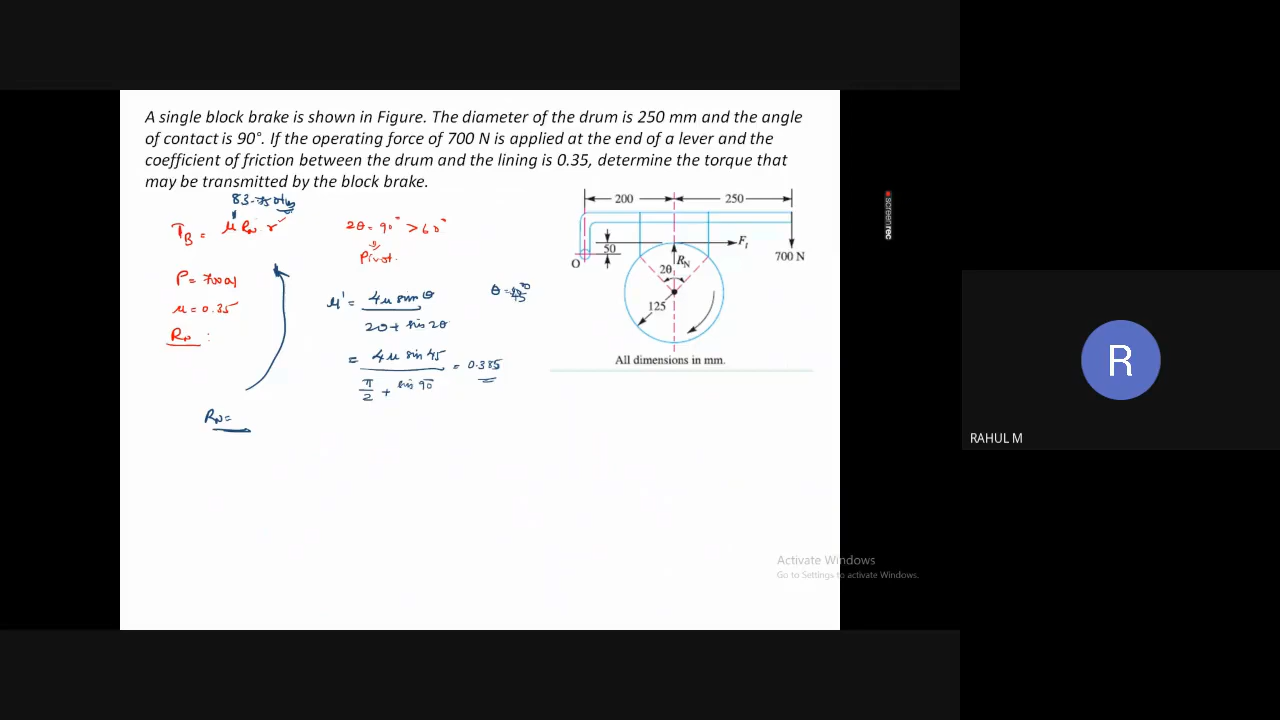 A single block brake is shown in Figure. The diameter of the drum is 250 mm and the angle
of contact is 90°. If the operating force of 700 N is applied at the end of a lever and the
coefficient of friction between the drum and the lining is 0.35, determine the torque that
may be transmitted by the block brake.
T_B = μ R_N r
P = 700N
μ = 0.35
R_N :
R_N =
2θ = 90° > 60°
Pivot.
μ' = 4μ sin θ
2θ + sin 2θ
= 4μ sin 45
π/2 + sin 90
= 0.385
200
250
50
F_t
O
R_N
2θ
700 N
125
All dimensions in mm.
screenrec
R
RAHUL M
Activate Windows
Go to Settings to activate Windows.